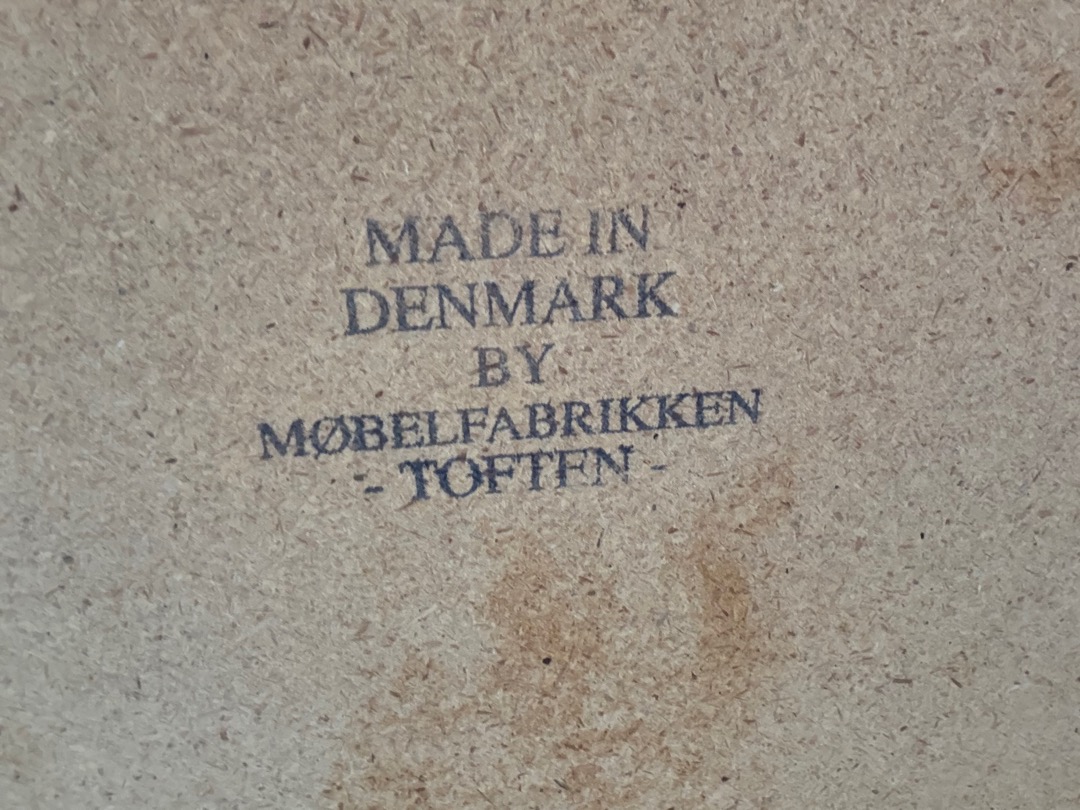 MADE IN
DENMARK
BY
MØBELFABRIKKEN
- TOFTEN -